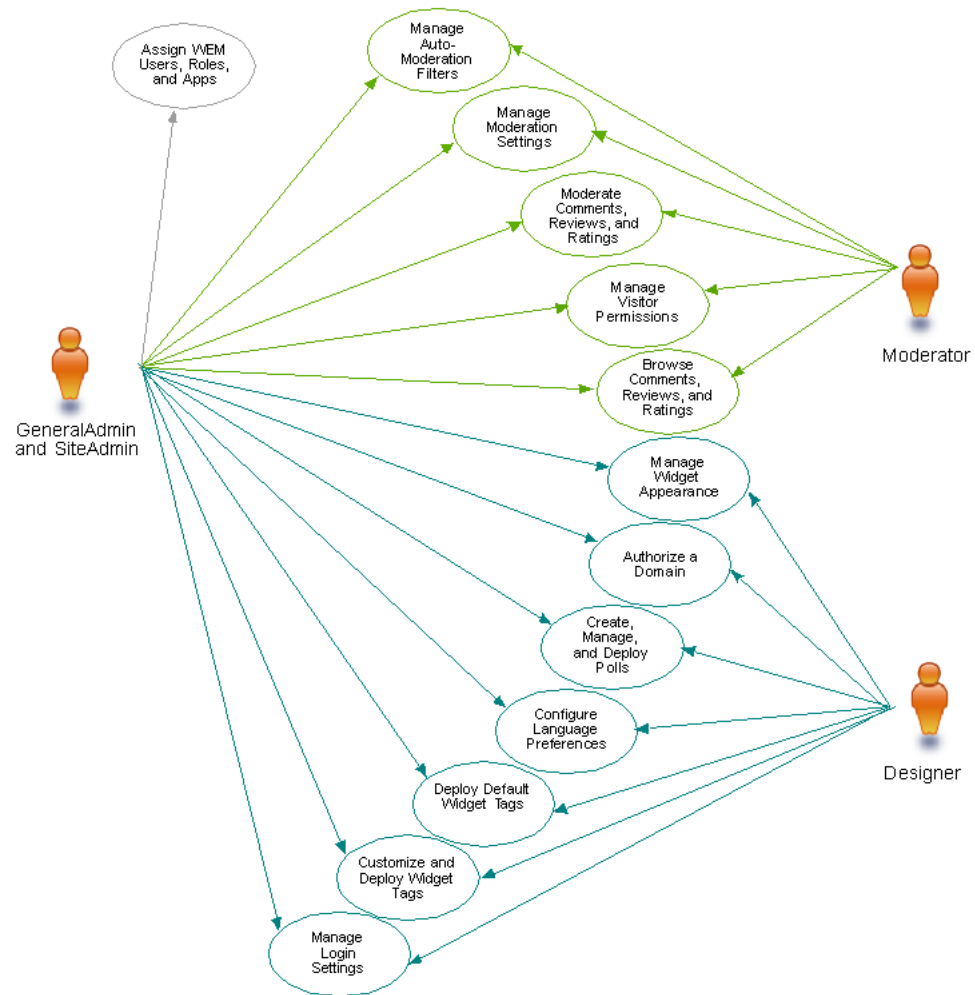 Assign WEM
Users, Roles,
and Apps
Manage
Auto-
Moderation
Filters
Manage
Moderation
Settings
Moderate
Comments,
Reviews, and
Ratings
Manage
Visitor
Permissions
Moderator
Browse
Comments,
Reviews, and
Ratings
GeneralAdmin
and SiteAdmin
Manage
Widget
Appearance
Authorize a
Domain
Create,
Manage,
and Deploy
Polls
Configure
Language
Preferences
Designer
Deploy Default
Widget Tags
Customize and
Deploy Widget
Tags
Manage
Login
Settings